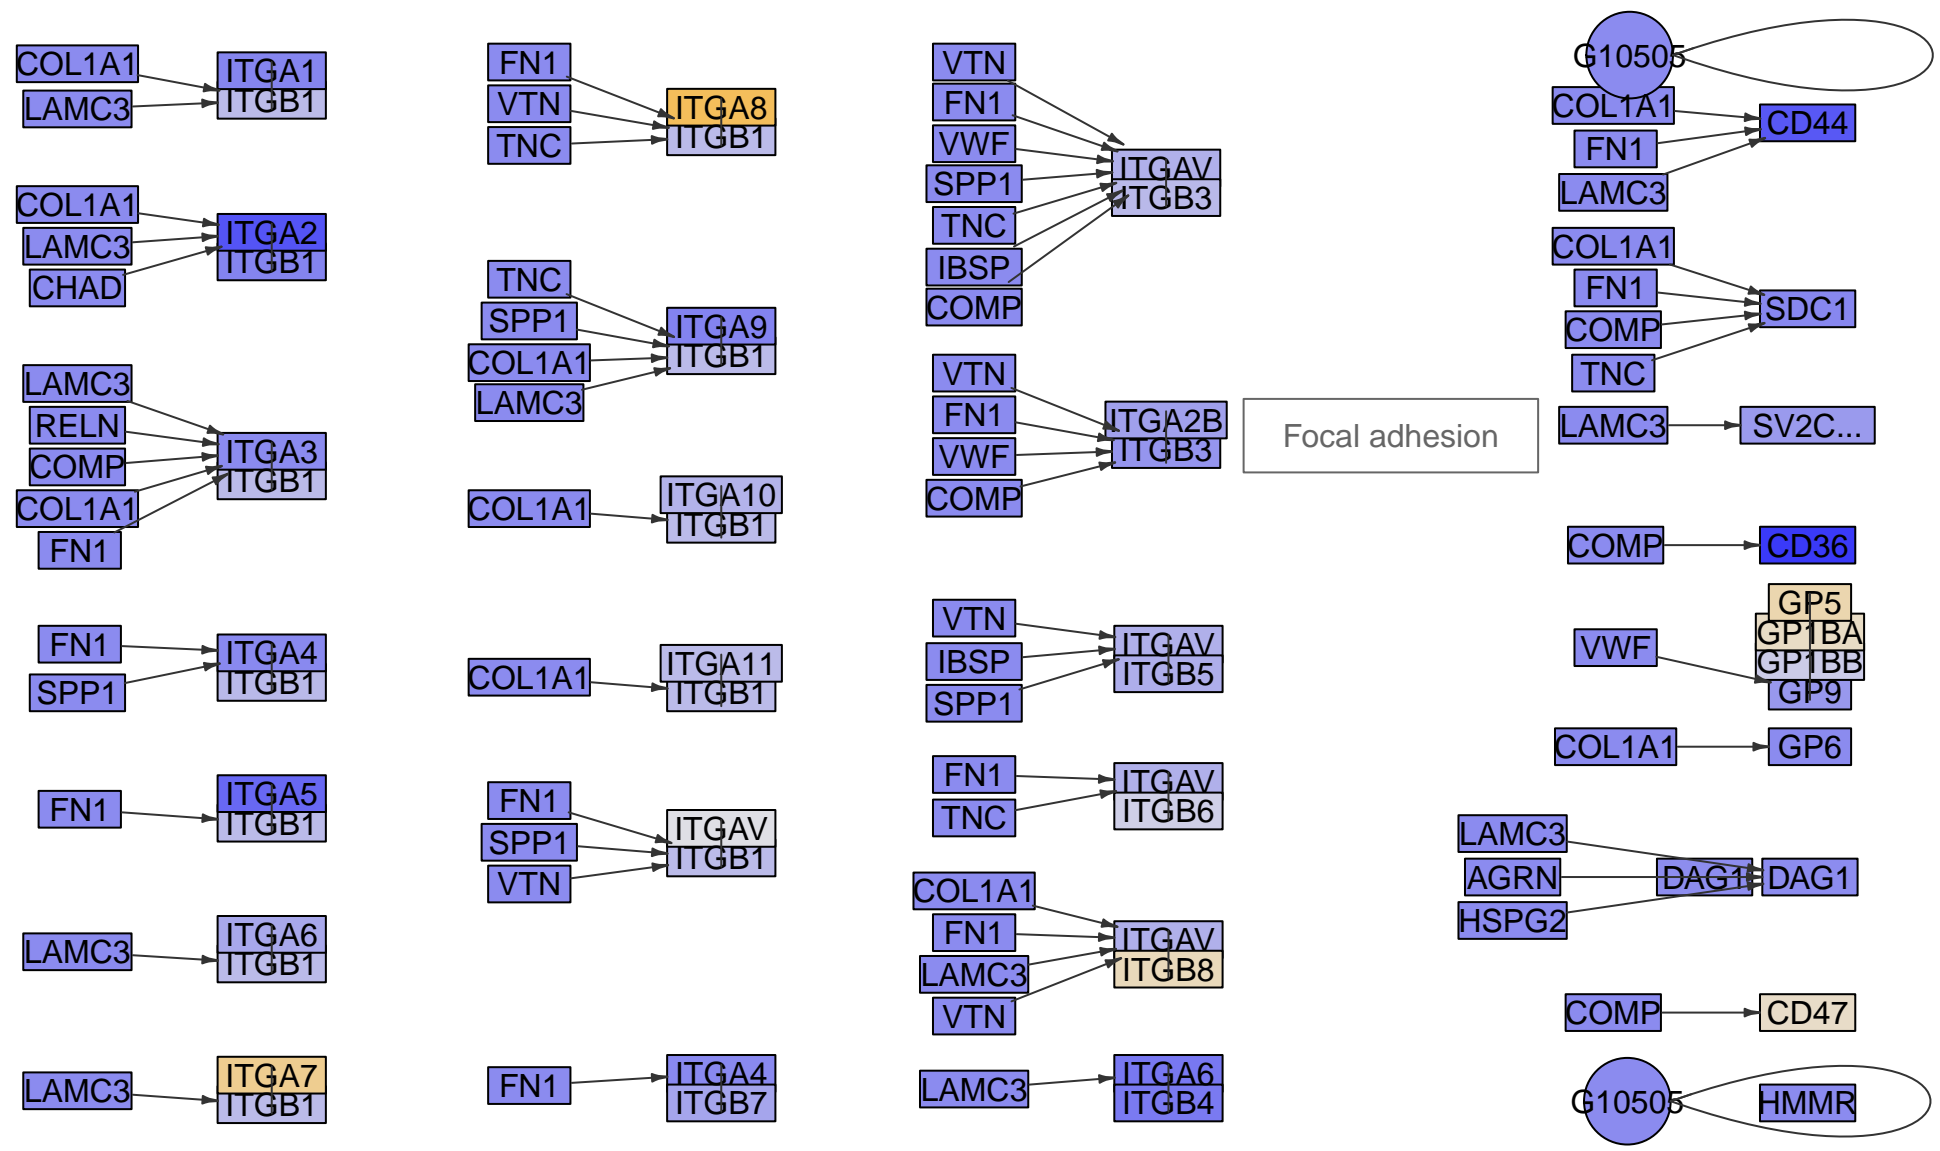 COL1A1
LAMC3
ITGA1
ITGB1
COL1A1
LAMC3
CHAD
ITGA2
ITGB1
LAMC3
RELN
COMP
COL1A1
FN1
ITGA3
ITGB1
FN1
SPP1
ITGA4
ITGB1
FN1
ITGA5
ITGB1
LAMC3
ITGA6
ITGB1
LAMC3
ITGA7
ITGB1
FN1
VTN
TNC
ITGA8
ITGB1
TNC
SPP1
COL1A1
LAMC3
ITGA9
ITGB1
COL1A1
ITGA10
ITGB1
COL1A1
ITGA11
ITGB1
FN1
SPP1
VTN
ITGAV
ITGB1
FN1
ITGA4
ITGB7
VTN
FN1
VWF
SPP1
TNC
IBSP
COMP
ITGAV
ITGB3
VTN
FN1
VWF
COMP
ITGA2B
ITGB3
VTN
IBSP
SPP1
ITGAV
ITGB5
FN1
TNC
ITGAV
ITGB6
COL1A1
FN1
LAMC3
VTN
ITGAV
ITGB8
LAMC3
ITGA6
ITGB4
Focal adhesion
G10505
COL1A1
FN1
LAMC3
CD44
COL1A1
FN1
COMP
TNC
SDC1
LAMC3
SV2C...
COMP
CD36
VWF
GP5
GP1BA
GP1BB
GP9
COL1A1
GP6
LAMC3
AGRN
HSPG2
DAG1
DAG1
COMP
CD47
G10505
HMMR